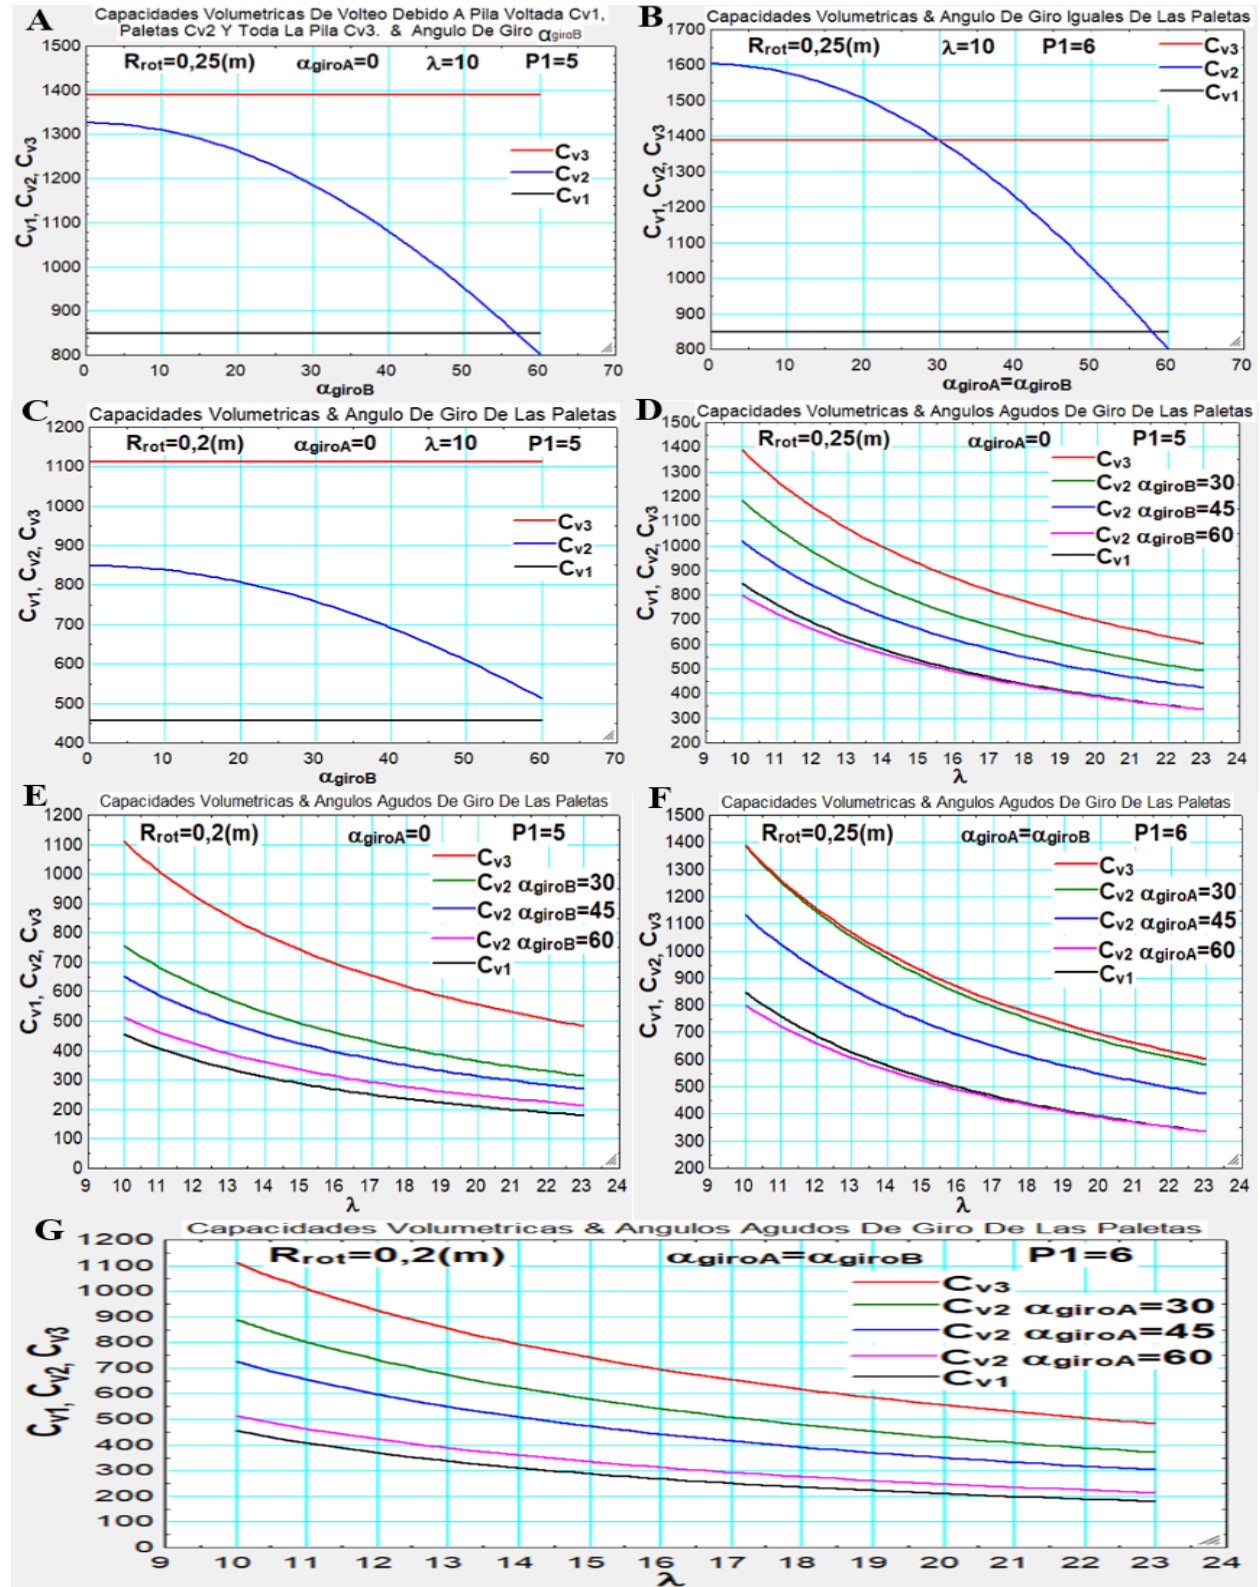 A
Capacidades Volumetricas De Volteo Debido A Pila Voltada Cv1,
Paletas Cv2 Y Toda La Pila Cv3. & Angulo De Giro αgiroB
Rrot=0,25(m) αgiroA=0 λ=10 P1=5
Cv3
Cv2
Cv1
Cv1, Cv2, Cv3
1500
1400
1300
1200
1100
1000
900
800
0 10 20 30 40 50 60 70
αgiroB
B
Capacidades Volumetricas & Angulo De Giro Iguales De Las Paletas
Rrot=0,25(m) λ=10 P1=6
Cv3
Cv2
Cv1
Cv1, Cv2, Cv3
1700
1600
1500
1400
1300
1200
1100
1000
900
800
0 10 20 30 40 50 60 70
αgiroA=αgiroB
C
Capacidades Volumetricas & Angulo De Giro De Las Paletas
Rrot=0,2(m) αgiroA=0 λ=10 P1=5
Cv3
Cv2
Cv1
Cv1, Cv2, Cv3
1200
1100
1000
900
800
700
600
500
400
0 10 20 30 40 50 60 70
αgiroB
D
Capacidades Volumetricas & Angulos Agudos De Giro De Las Paletas
Rrot=0,25(m) αgiroA=0 P1=5
Cv3
Cv2 αgiroB=30
Cv2 αgiroB=45
Cv2 αgiroB=60
Cv1
Cv1, Cv2, Cv3
1500
1400
1300
1200
1100
1000
900
800
700
600
500
400
300
200
9 10 11 12 13 14 15 16 17 18 19 20 21 22 23 24
λ
E
Capacidades Volumetricas & Angulos Agudos De Giro De Las Paletas
Rrot=0,2(m) αgiroA=0 P1=5
Cv3
Cv2 αgiroB=30
Cv2 αgiroB=45
Cv2 αgiroB=60
Cv1
Cv1, Cv2, Cv3
1200
1100
1000
900
800
700
600
500
400
300
200
100
0
9 10 11 12 13 14 15 16 17 18 19 20 21 22 23 24
λ
F
Capacidades Volumetricas & Angulos Agudos De Giro De Las Paletas
Rrot=0,25(m) αgiroA=αgiroB P1=6
Cv3
Cv2 αgiroA=30
Cv2 αgiroA=45
Cv2 αgiroA=60
Cv1
Cv1, Cv2, Cv3
1500
1400
1300
1200
1100
1000
900
800
700
600
500
400
300
200
9 10 11 12 13 14 15 16 17 18 19 20 21 22 23 24
λ
G
Capacidades Volumetricas & Angulos Agudos De Giro De Las Paletas
Rrot=0,2(m) αgiroA=αgiroB P1=6
Cv3
Cv2 αgiroA=30
Cv2 αgiroA=45
Cv2 αgiroA=60
Cv1
Cv1, Cv2, Cv3
1200
1100
1000
900
800
700
600
500
400
300
200
100
0
9 10 11 12 13 14 15 16 17 18 19 20 21 22 23 24
λ